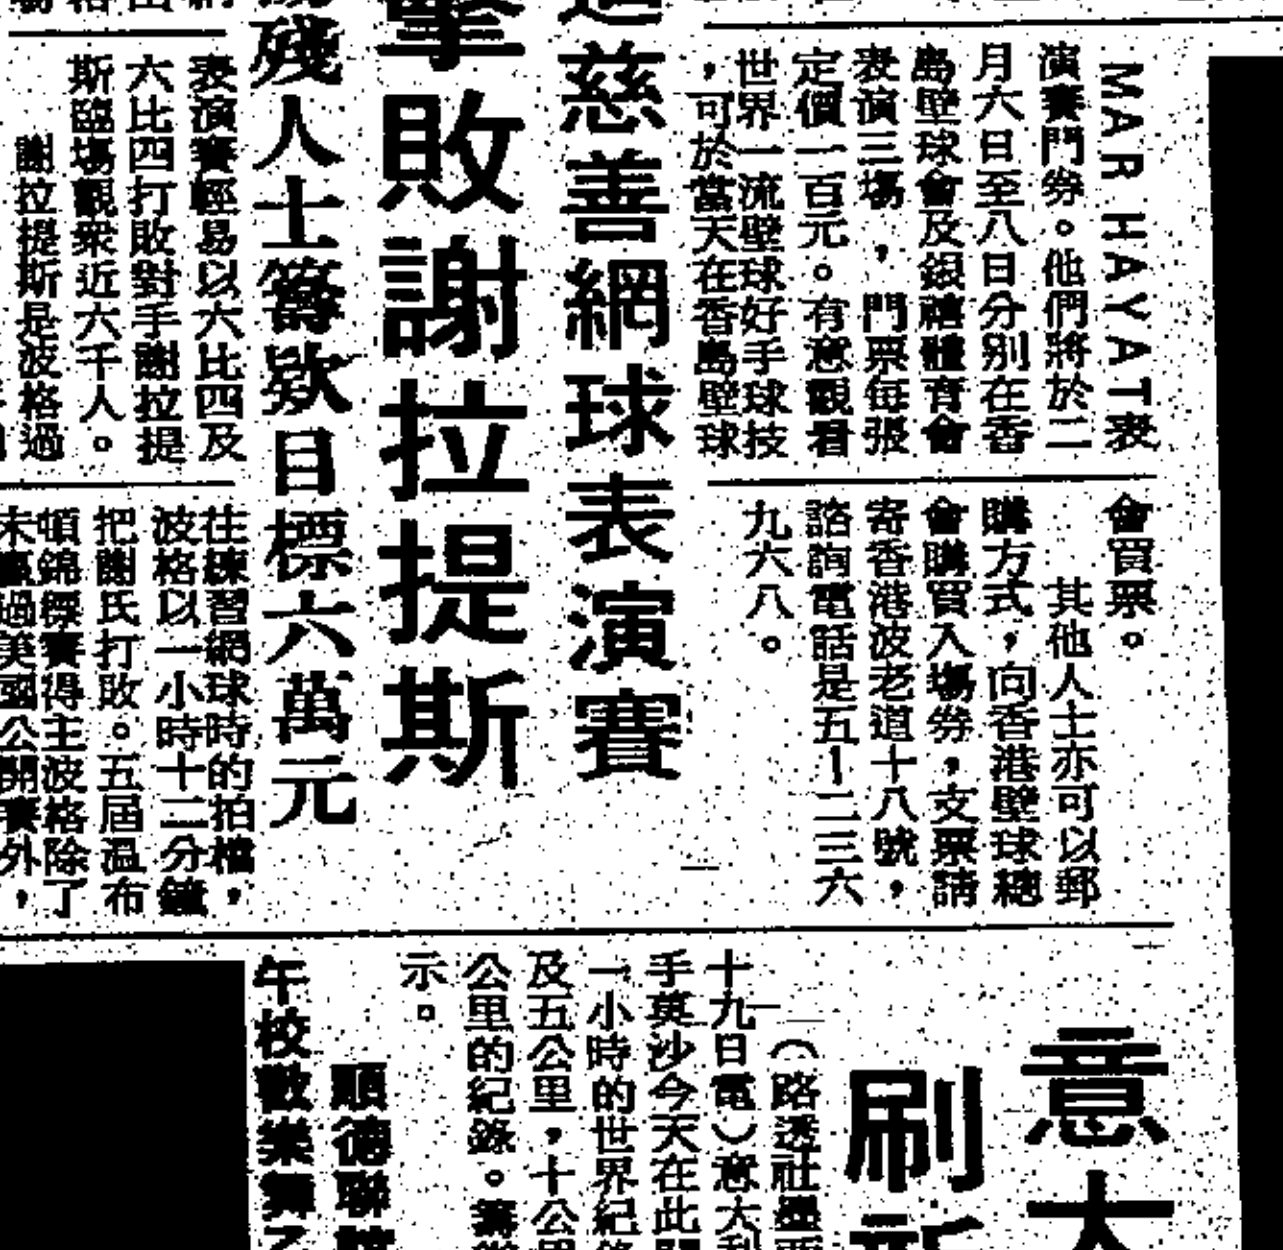 MAR HAYAT表
演賽門券。他們將於二
月六日至八日分別在香
島壁球會及銀禧體育會
表演三場，門票每張
定價一百元。有意觀看
世界一流壁球好手球技
，可於當天在香島壁球
會買票。
其他人士亦可以郵
購方式，向香港壁球總
會購買入場券，支票請
寄香港波老道十八號，
諮詢電話是五－二三六
九六八。
慈善網球表演賽
擊敗謝拉提斯
殘人士籌欵目標六萬元
表演賽輕易以六比四及
六比四打敗對手謝拉提
斯臨場觀衆近六千人。
謝拉提斯是波格過
往練習網球時的拍檔，
波格以一小時十二分鐘
把謝氏打敗。五屆溫布
頓錦標賽得主波格除了
未贏過美國公開賽外，
意大
刷新
（路透社墨西
十九日電）意大利
手莫沙今天在此間
一小時的世界紀錄
及五公里，十公里
公里的紀錄。
示。
順德聯誼
午校歡樂舞